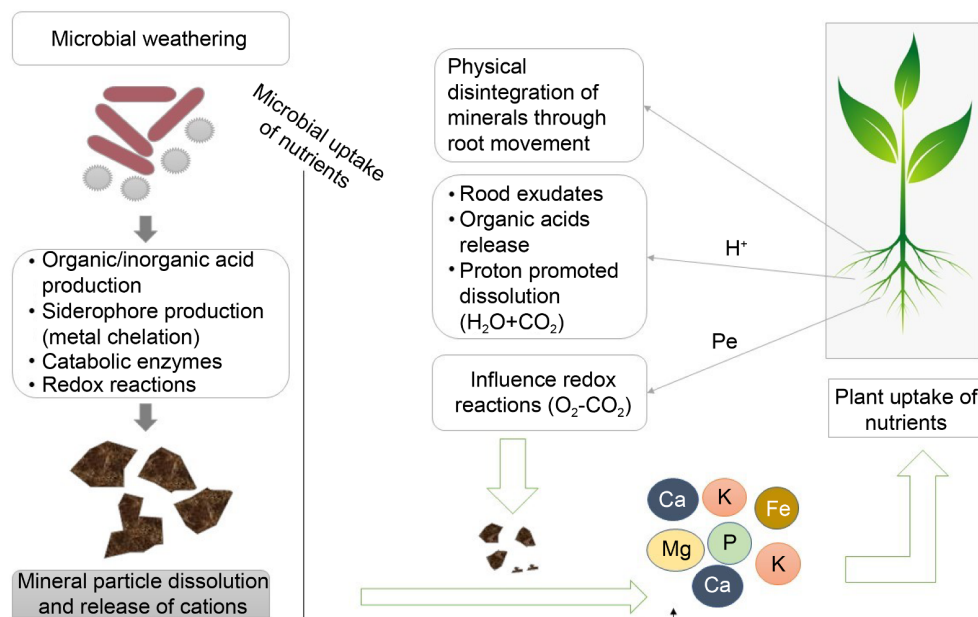 Microbial weathering
Microbial uptake
of nutrients
• Organic/inorganic acid
production
• Siderophore production
(metal chelation)
• Catabolic enzymes
• Redox reactions
Mineral particle dissolution
and release of cations
Physical
disintegration of
minerals through
root movement
• Rood exudates
• Organic acids
release
• Proton promoted
dissolution
(H₂O+CO₂)
H⁺
Pe
Influence redox
reactions (O₂-CO₂)
Plant uptake of
nutrients
Ca
K
Fe
Mg
P
K
Ca